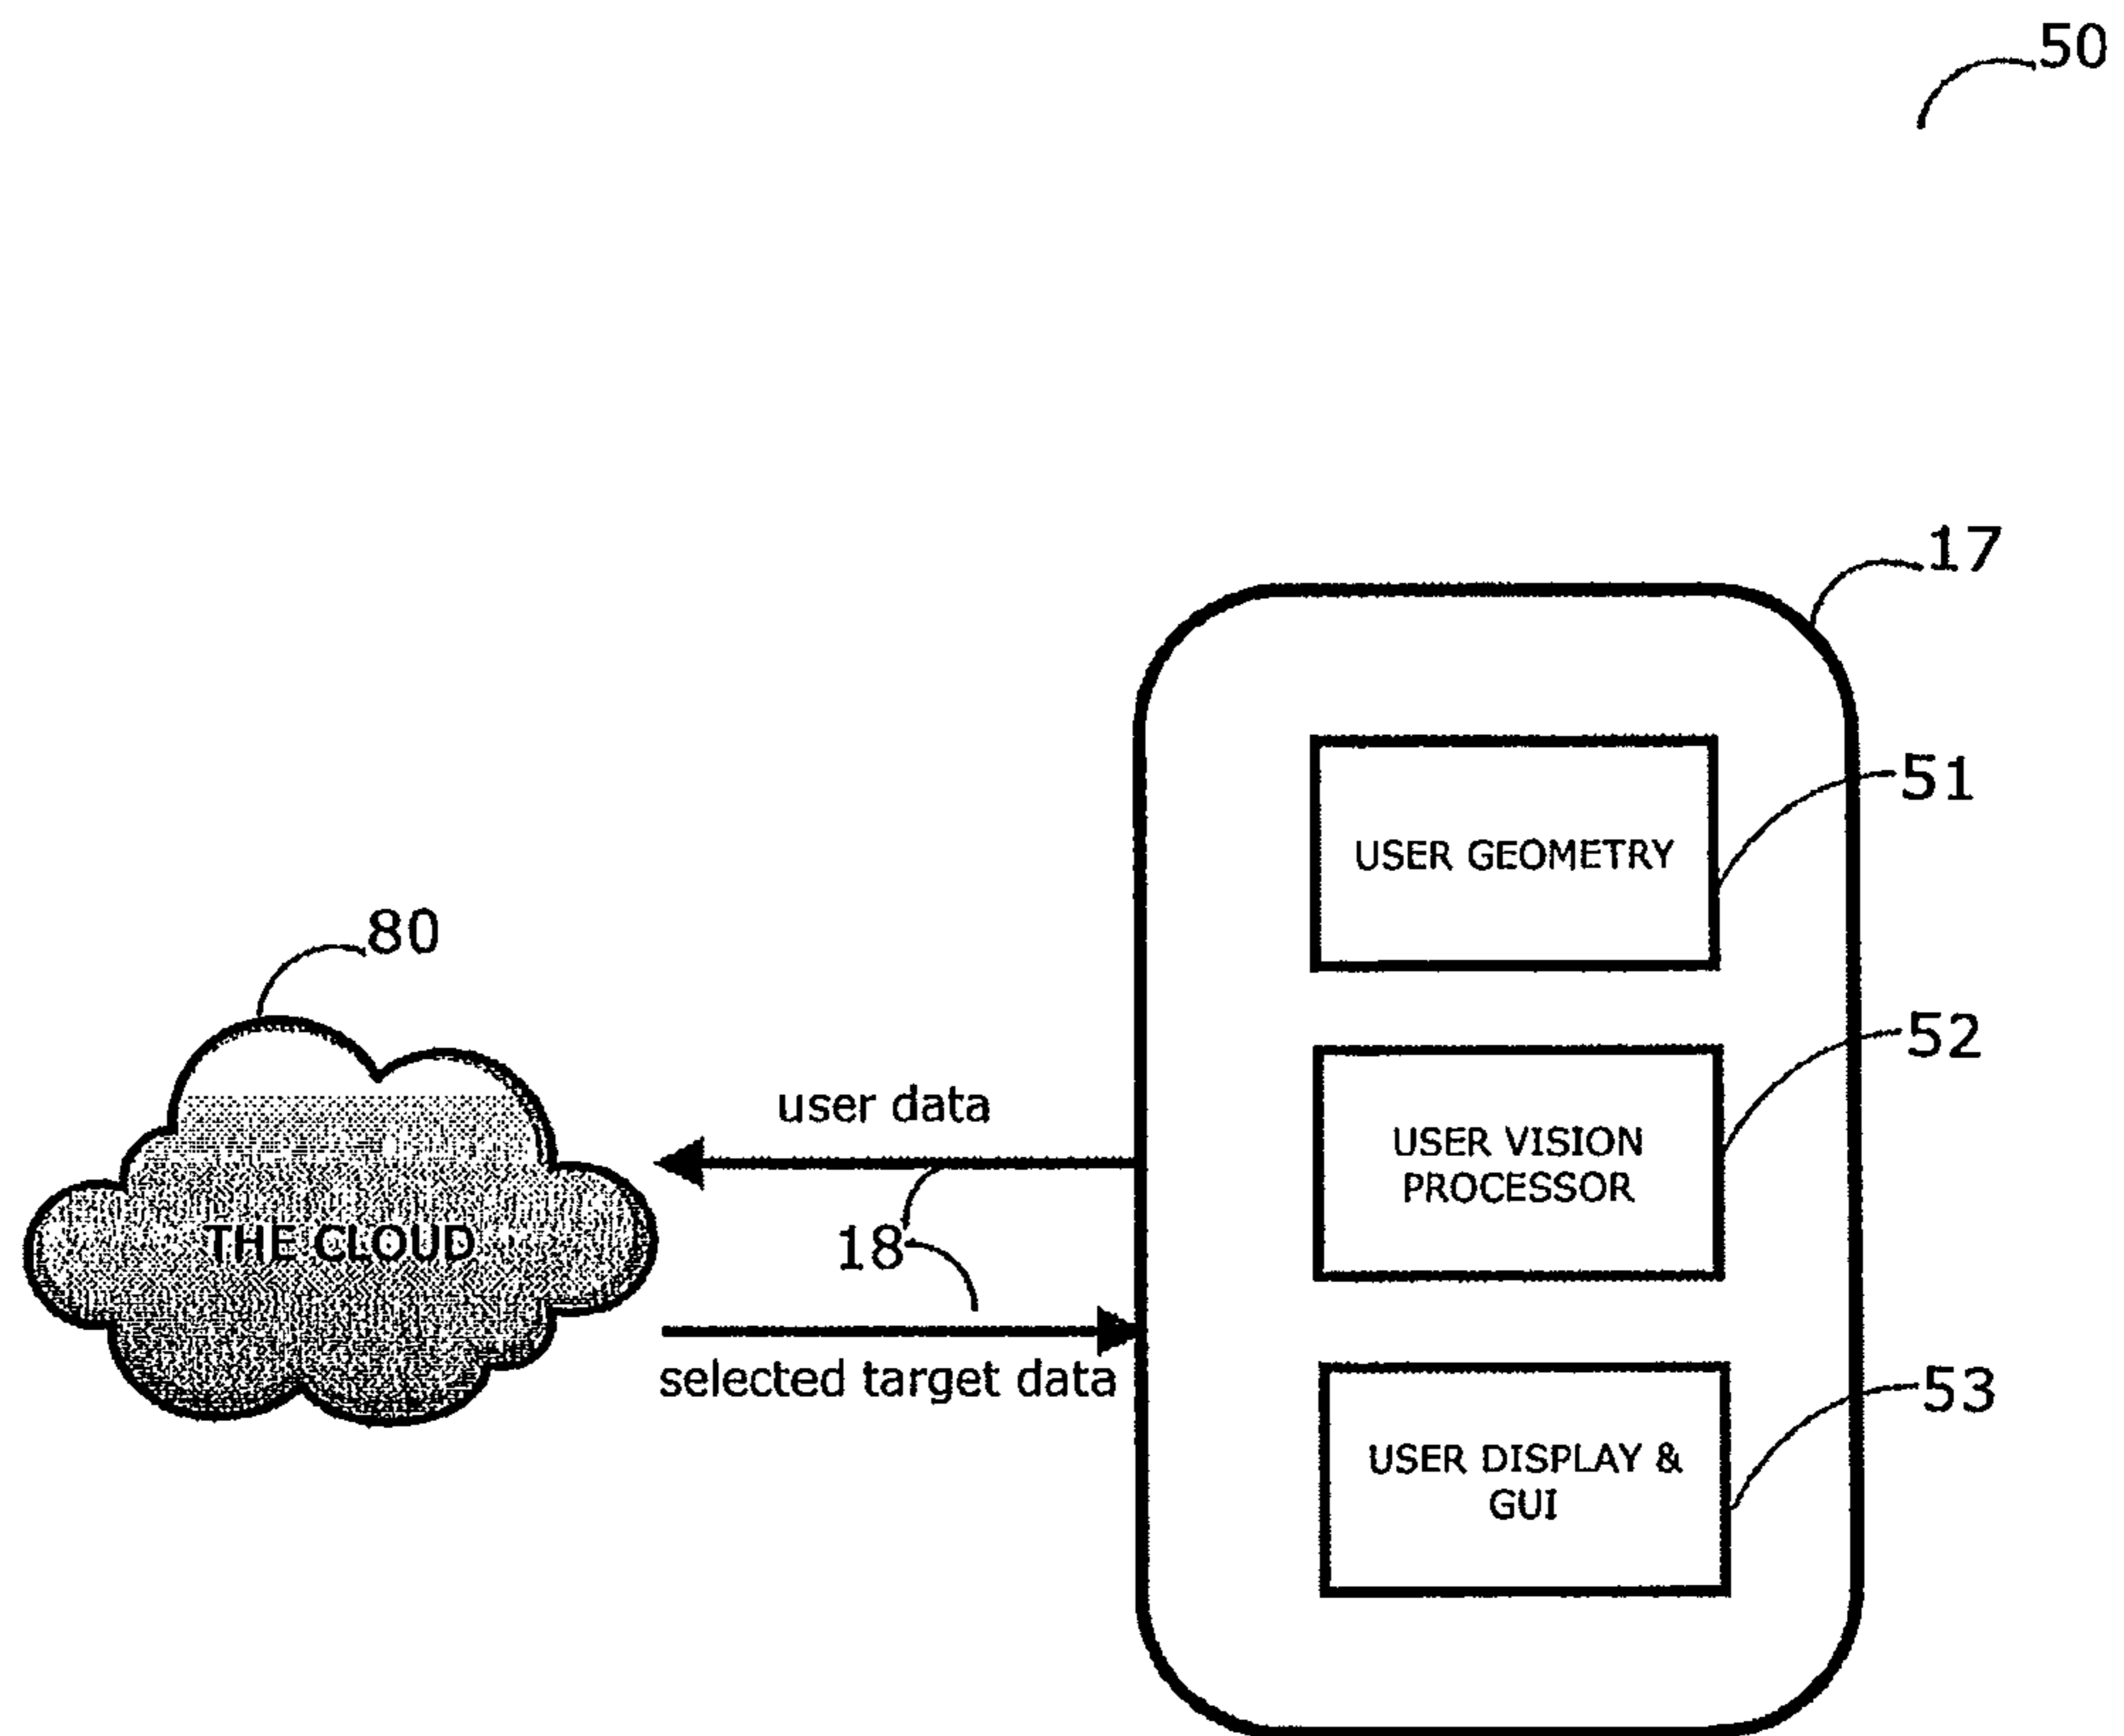 50
17
USER GEOMETRY
51
80
USER VISION
PROCESSOR
52
user data
THE CLOUD
18
selected target data
USER DISPLAY &
GUI
53